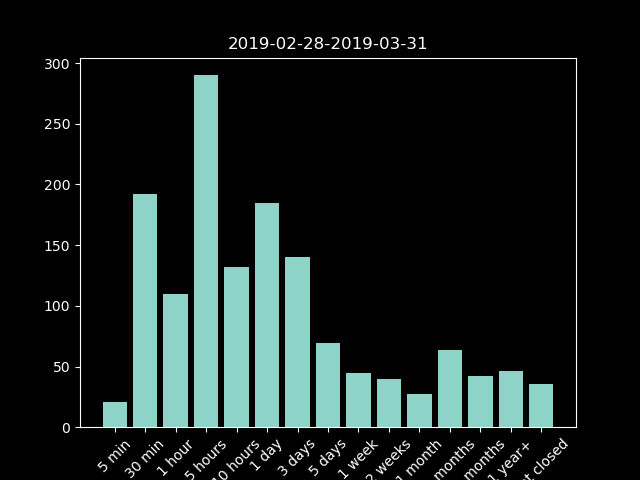 2019-02-28-2019-03-31
300
250
200
150
100
50
0
5 min
30 min
1 hour
5 hours
10 hours
1 day
3 days
5 days
1 week
2 weeks
1 month
months
months
1 year+
closed